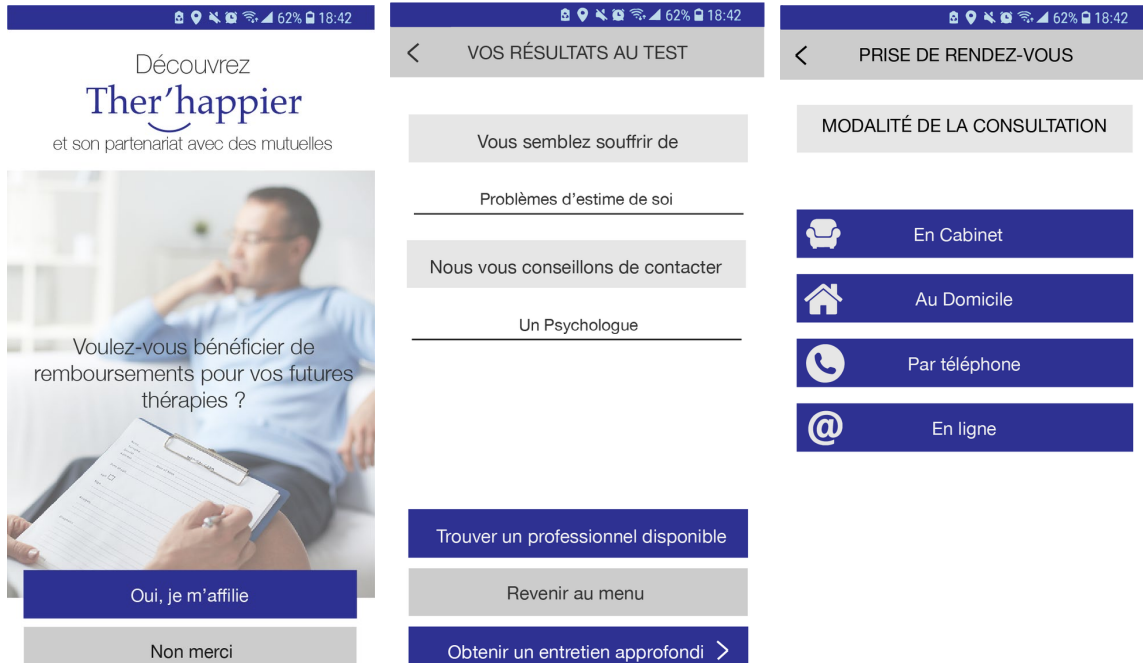 62% 18:42
Découvrez
Ther'happier
et son partenariat avec des mutuelles
Voulez-vous bénéficier de
remboursements pour vos futures
thérapies ?
Oui, je m'affilie
Non merci
62% 18:42
VOS RÉSULTATS AU TEST
Vous semblez souffrir de
Problèmes d'estime de soi
Nous vous conseillons de contacter
Un Psychologue
Trouver un professionnel disponible
Revenir au menu
Obtenir un entretien approfondi
62% 18:42
PRISE DE RENDEZ-VOUS
MODALITÉ DE LA CONSULTATION
En Cabinet
Au Domicile
Par téléphone
@ En ligne